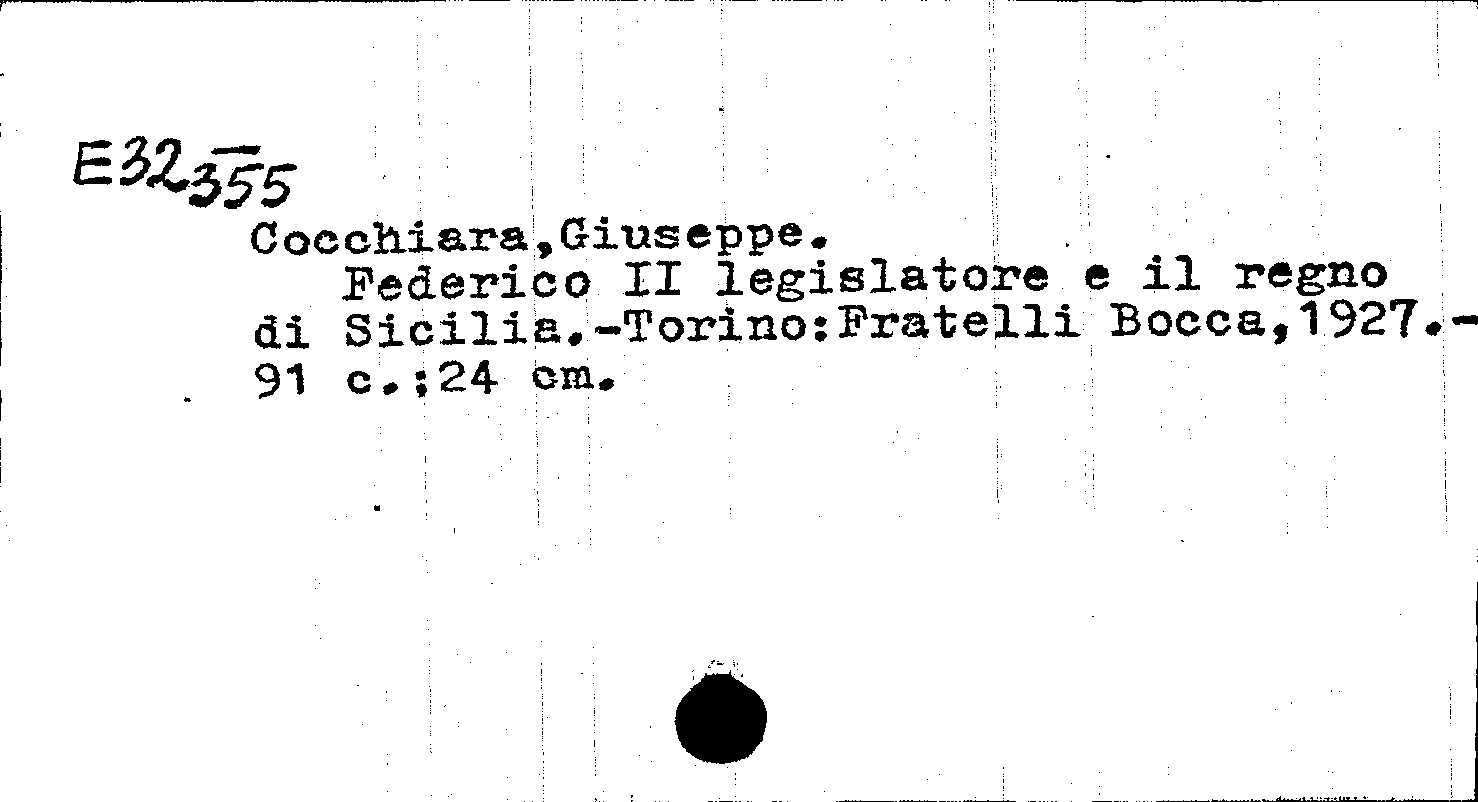 E32 355
Cocchiara,Giuseppe.
Federico II legislatore e il regno
di Sicilia.-Torino:Fratelli Bocca,1927.-
91 c.;24 cm.